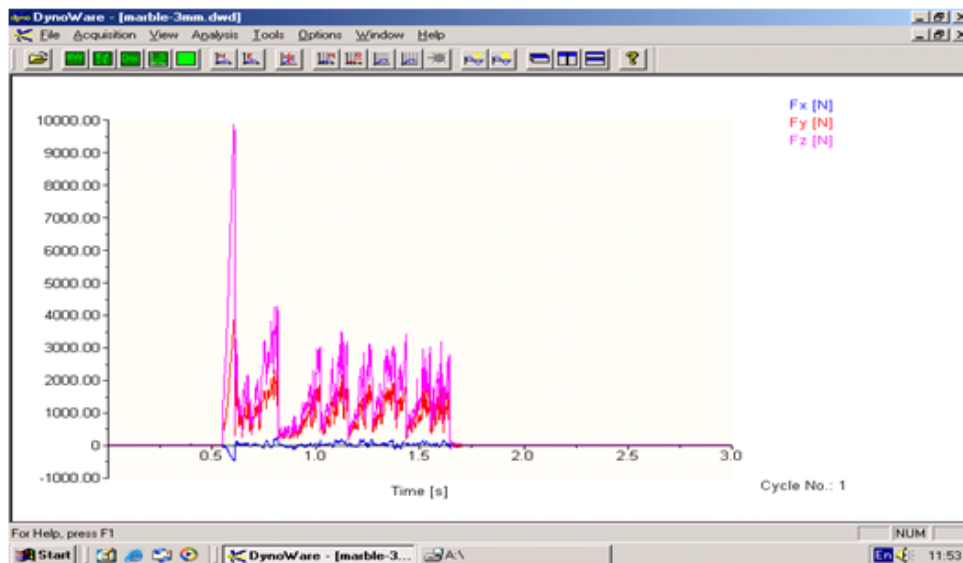 dyno DynoWare - [marble-3mm.dwd]
File Acquisition View Analysis Tools Options Window Help
Fx [N]
Fy [N]
Fz [N]
10000.00
9000.00
8000.00
7000.00
6000.00
5000.00
4000.00
3000.00
2000.00
1000.00
0
-1000.00
0.5 1.0 1.5 2.0 2.5 3.0
Time [s]
Cycle No.: 1
For Help, press F1
NUM
Start DynoWare - [marble-3... A:\ En 11:53